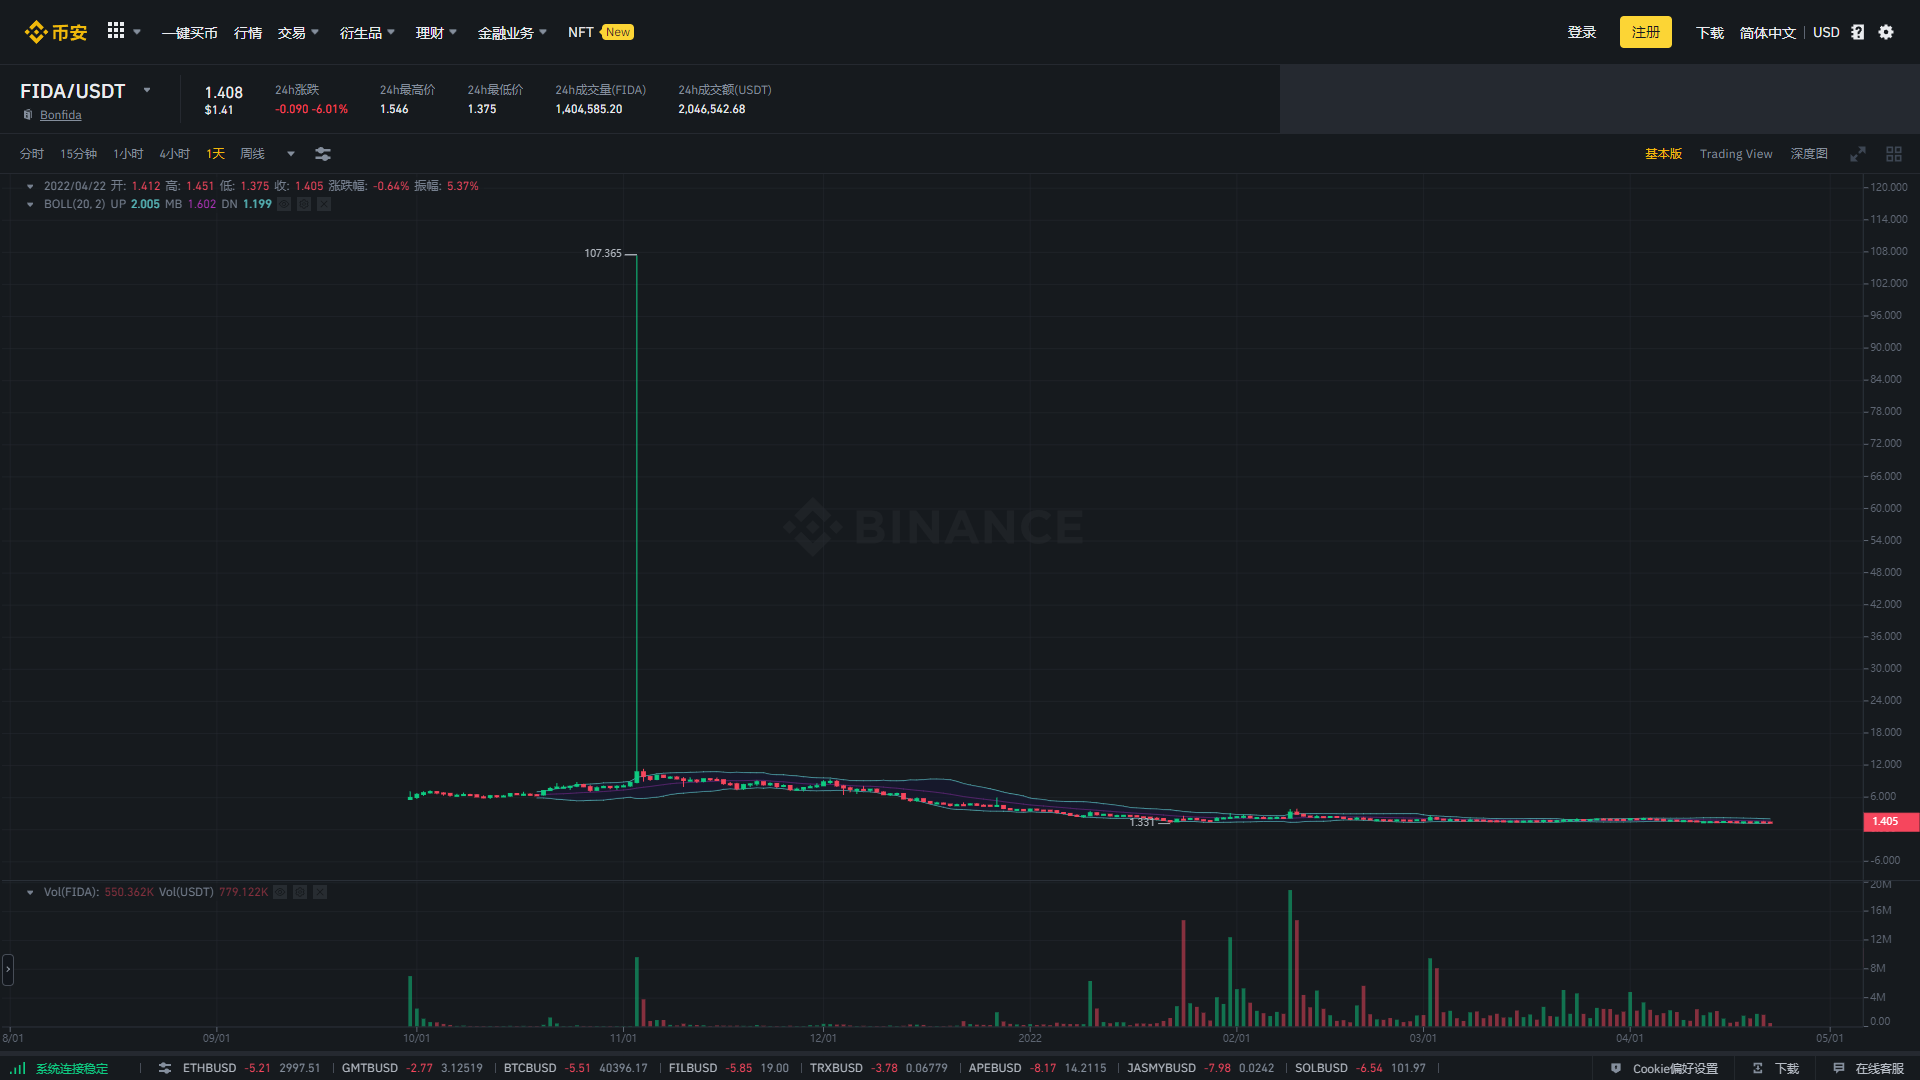 币安 一键买币 行情 交易 衍生品 理财 金融业务 NFT New 登录 注册 下载 简体中文 USD
FIDA/USDT
Bonfida
1.408
$1.41
24h涨跌
-0.090 -6.01%
24h最高价
1.546
24h最低价
1.375
24h成交量(FIDA)
1,404,585.20
24h成交额(USDT)
2,046,542.68
分时 15分钟 1小时 4小时 1天 周线 基本版 Trading View 深度图
2022/04/22 开: 1.412 高: 1.451 低: 1.375 收: 1.405 涨跌幅: -0.64% 振幅: 5.37%
BOLL(20, 2) UP 2.005 MB 1.602 DN 1.199
107.365
1.331
BINANCE
120.000
114.000
108.000
102.000
96.000
90.000
84.000
78.000
72.000
66.000
60.000
54.000
48.000
42.000
36.000
30.000
24.000
18.000
12.000
6.000
1.405
-6.000
Vol(FIDA): 550.362K Vol(USDT) 779.122K
20M
16M
12M
8M
4M
0.00
8/01 09/01 10/01 11/01 12/01 2022 02/01 03/01 04/01 05/01
系统连接稳定 ETHBUSD -5.21 2997.51 GMTBUSD -2.77 3.12519 BTCBUSD -5.51 40396.17 FILBUSD -5.85 19.00 TRXBUSD -3.78 0.06779 APEBUSD -8.17 14.2115 JASMYBUSD -7.98 0.0242 SOLBUSD -6.54 101.97 Cookie偏好设置 下载 在线客服